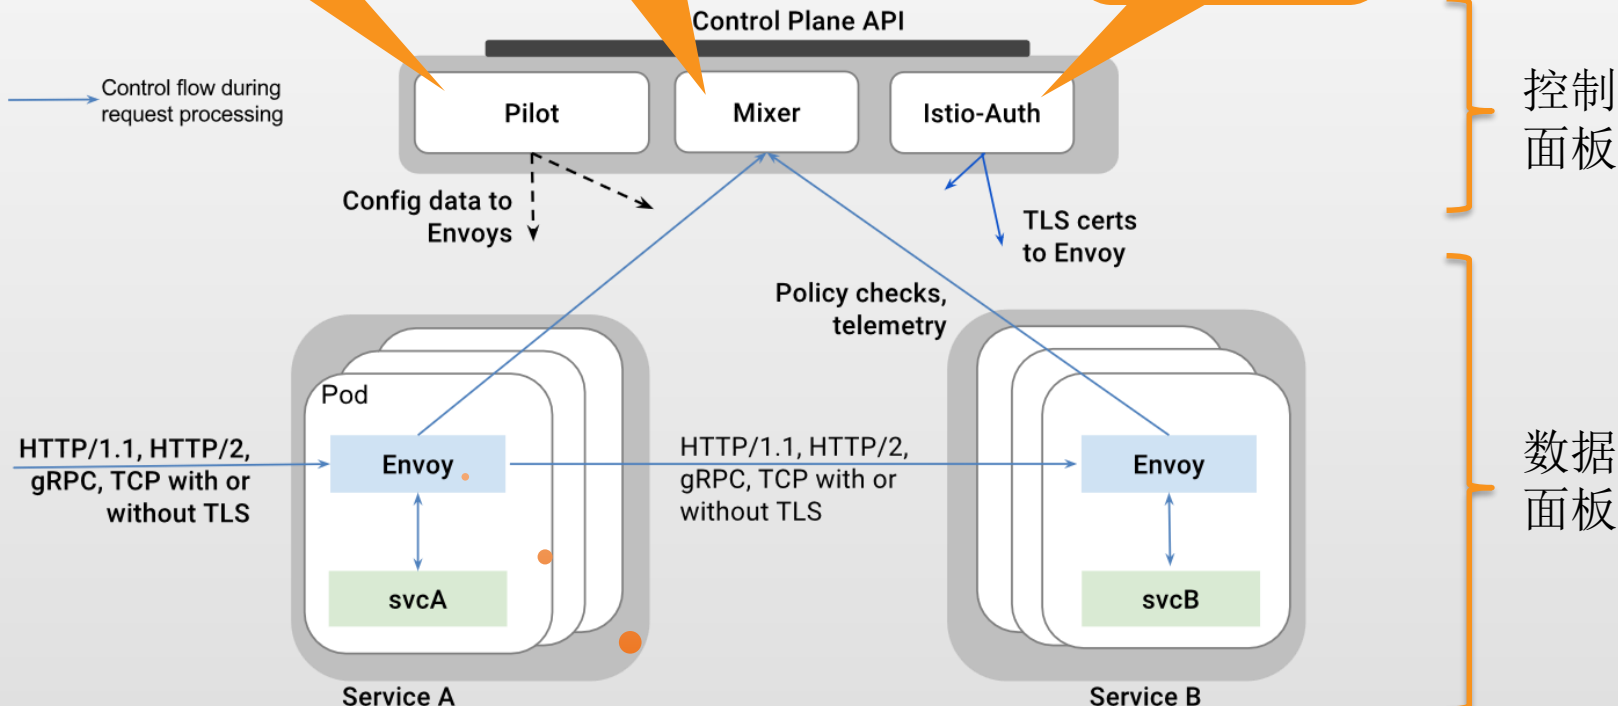 Control Plane API
Control flow during
request processing
Pilot
Mixer
Istio-Auth
控制
面板
Config data to
Envoys
TLS certs
to Envoy
Policy checks,
telemetry
Pod
HTTP/1.1, HTTP/2,
gRPC, TCP with or
without TLS
Envoy
HTTP/1.1, HTTP/2,
gRPC, TCP with or
without TLS
Envoy
数据
面板
svcA
svcB
Service A
Service B